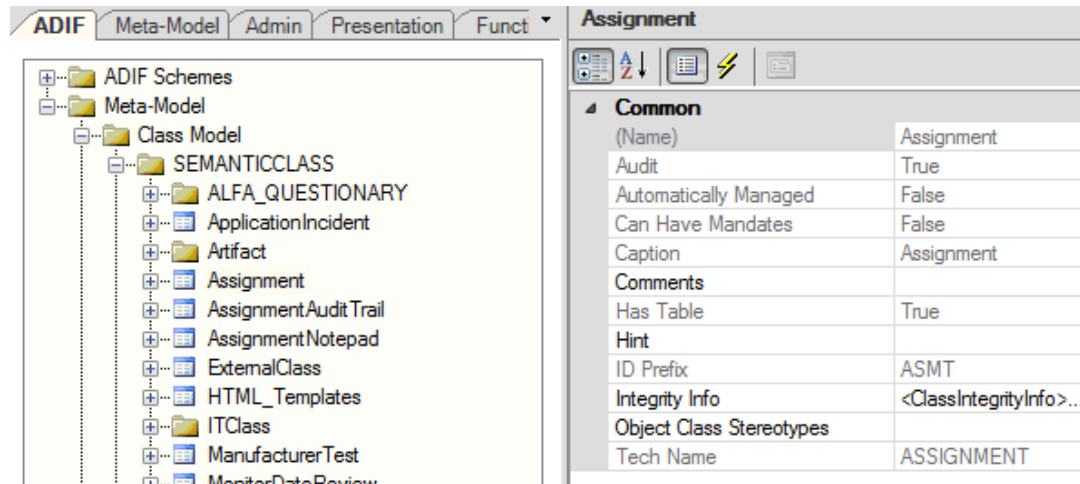 ADIF Meta-Model Admin Presentation Functi
ADIF Schemes
Meta-Model
Class Model
SEMANTICCLASS
ALFA_QUESTIONARY
ApplicationIncident
Artifact
Assignment
AssignmentAuditTrail
AssignmentNotepad
ExternalClass
HTML_Templates
ITClass
ManufacturerTest
MonitorDateReview
Assignment
Common
(Name) Assignment
Audit True
Automatically Managed False
Can Have Mandates False
Caption Assignment
Comments
Has Table True
Hint
ID Prefix ASMT
Integrity Info <ClassIntegrityInfo>...
Object Class Stereotypes
Tech Name ASSIGNMENT